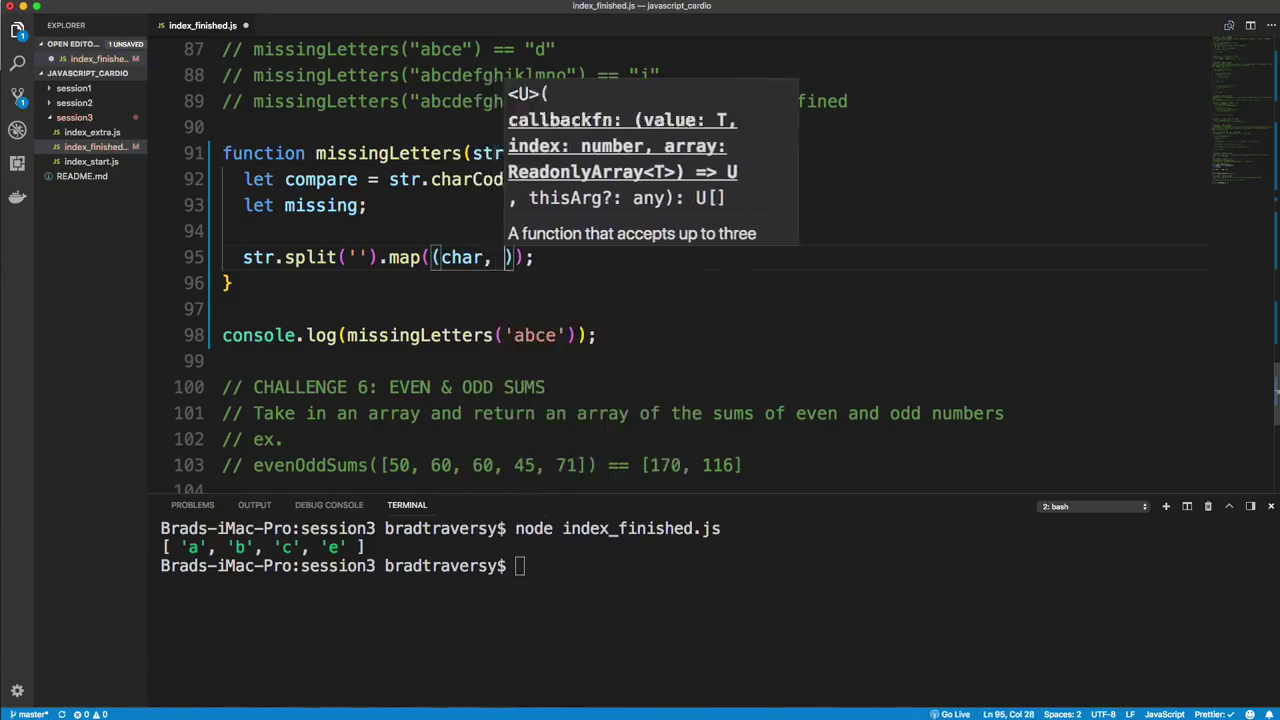 index_finished.js — javascript_cardio
EXPLORER
index_finished.js
OPEN EDITO... 1 UNSAVED
index_finishe...
JAVASCRIPT_CARDIO
session1
session2
session3
JS index_extra.js
JS index_finished... M
JS index_start.js
README.md
87 // missingLetters("abce") == "d"
88 // missingLetters("abcdefghjklmno") == "i"
89 // missingLetters("abcdefgh fined
90
91 function missingLetters(str
92 let compare = str.charCod
93 let missing;
94
95 str.split('').map((char, ));
96 }
97
98 console.log(missingLetters('abce'));
99
100 // CHALLENGE 6: EVEN & ODD SUMS
101 // Take in an array and return an array of the sums of even and odd numbers
102 // ex.
103 // evenOddSums([50, 60, 60, 45, 71]) == [170, 116]
104
<U>(
callbackfn: (value: T,
index: number, array:
ReadonlyArray<T>) => U
, thisArg?: any): U[]
A function that accepts up to three
PROBLEMS OUTPUT DEBUG CONSOLE TERMINAL 2: bash
Brads-iMac-Pro:session3 bradtraversy$ node index_finished.js
[ 'a', 'b', 'c', 'e' ]
Brads-iMac-Pro:session3 bradtraversy$
master* 0 0 Go Live Ln 95, Col 28 Spaces: 2 UTF-8 LF JavaScript Prettier: ✓